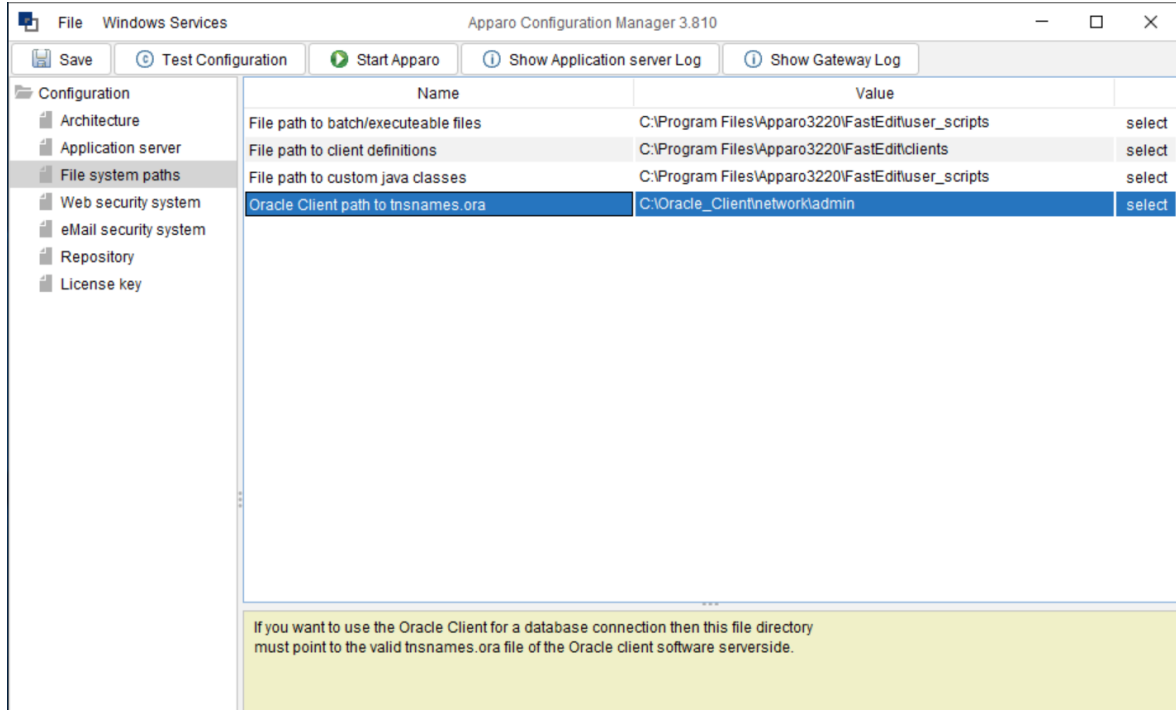 File Windows Services Apparo Configuration Manager 3.810
Save Test Configuration Start Apparo Show Application server Log Show Gateway Log
Configuration
Architecture
Application server
File system paths
Web security system
eMail security system
Repository
License key
Name Value
File path to batch/executeable files C:\Program Files\Apparo3220\FastEdit\user_scripts select
File path to client definitions C:\Program Files\Apparo3220\FastEdit\clients select
File path to custom java classes C:\Program Files\Apparo3220\FastEdit\user_scripts select
Oracle Client path to tnsnames.ora C:\Oracle_Client\network\admin select
If you want to use the Oracle Client for a database connection then this file directory
must point to the valid tnsnames.ora file of the Oracle client software serverside.